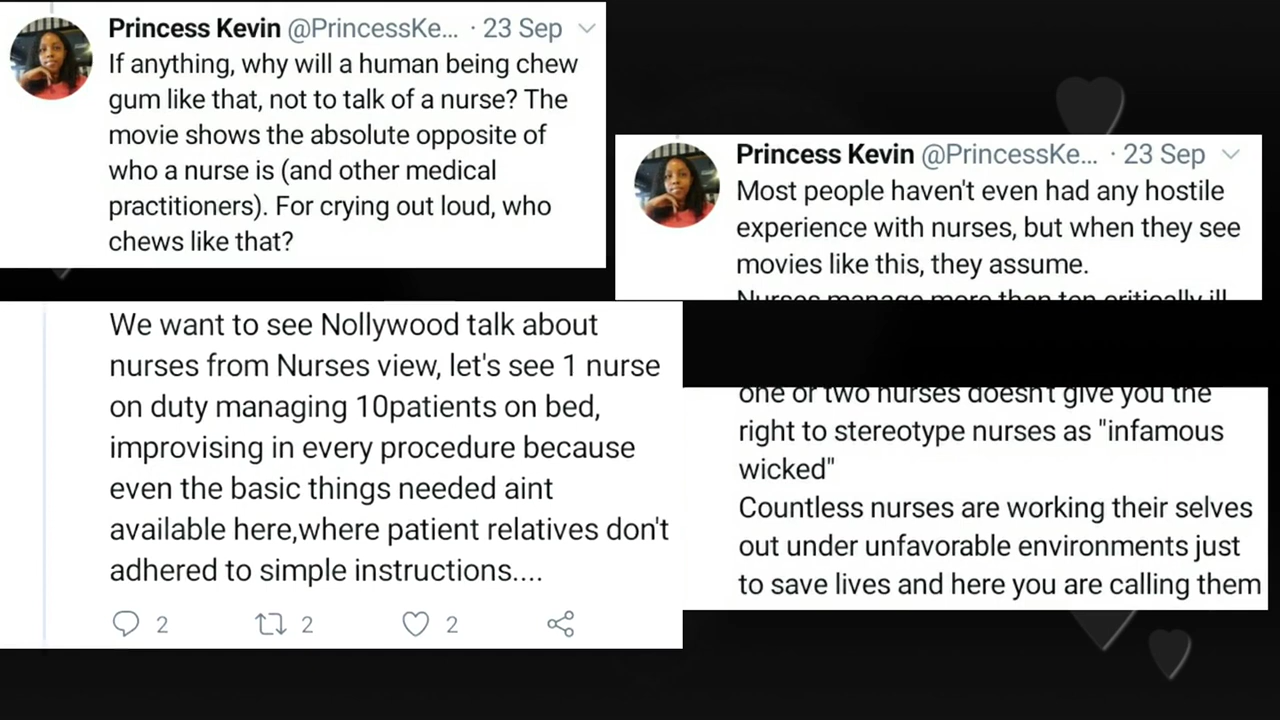 Princess Kevin @PrincessKe... · 23 Sep
If anything, why will a human being chew
gum like that, not to talk of a nurse? The
movie shows the absolute opposite of
who a nurse is (and other medical
practitioners). For crying out loud, who
chews like that?
Princess Kevin @PrincessKe... · 23 Sep
Most people haven't even had any hostile
experience with nurses, but when they see
movies like this, they assume.
Nurses manage more than ten critically ill
We want to see Nollywood talk about
nurses from Nurses view, let's see 1 nurse
on duty managing 10patients on bed,
improvising in every procedure because
even the basic things needed aint
available here,where patient relatives don't
adhered to simple instructions....
2 2 2
one or two nurses doesn't give you the
right to stereotype nurses as "infamous
wicked"
Countless nurses are working their selves
out under unfavorable environments just
to save lives and here you are calling them